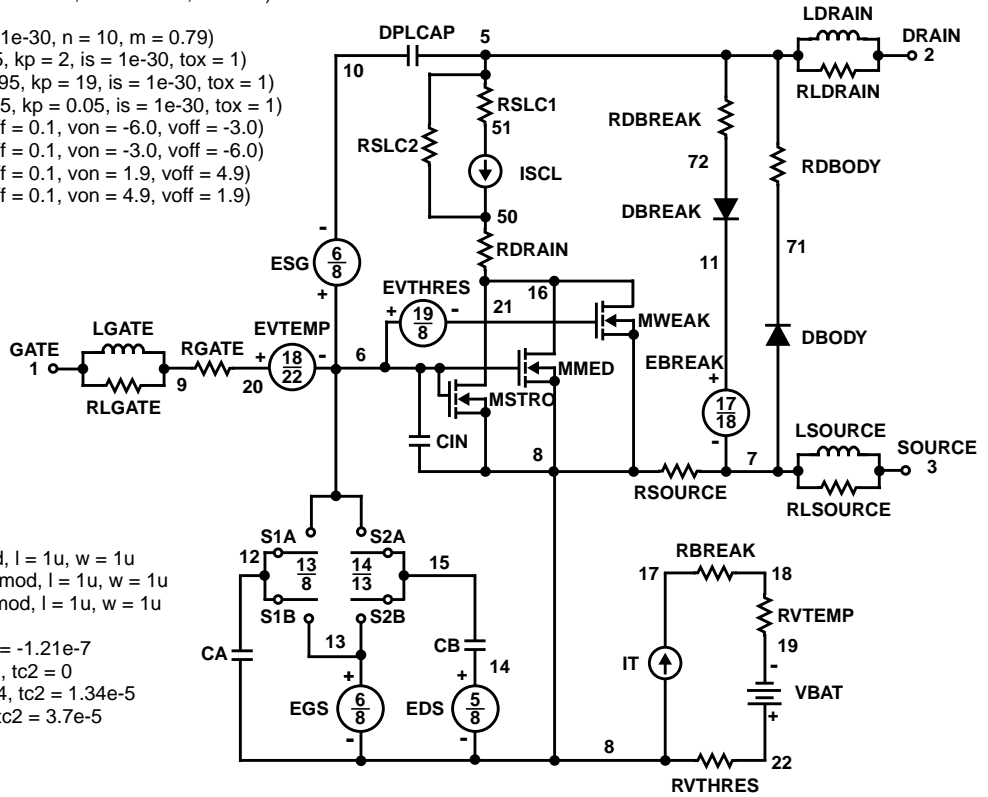 1e-30, n = 10, m = 0.79)
, kp = 2, is = 1e-30, tox = 1)
95, kp = 19, is = 1e-30, tox = 1)
5, kp = 0.05, is = 1e-30, tox = 1)
ff = 0.1, von = -6.0, voff = -3.0)
ff = 0.1, von = -3.0, voff = -6.0)
ff = 0.1, von = 1.9, voff = 4.9)
ff = 0.1, von = 4.9, voff = 1.9)
LDRAIN
DPLCAP 5 DRAIN
10 2
RSLC1 RLDRAIN
51 RDBREAK
RSLC2 72 RDBODY
ISCL
DBREAK
50
RDRAIN 71
-
ESG 6 8 11
+ EVTHRES 16
+ 19 8 - 21 MWEAK
LGATE EVTEMP DBODY
GATE RGATE + 18 22 - 6 EBREAK
1 MMED +
9 20 MSTRO 17 18
RLGATE LSOURCE
CIN - SOURCE
8 7 3
RSOURCE
RLSOURCE
S1A S2A
12 13 8 14 13 15 RBREAK
17 18
S1B S2B RVTEMP
13 CB 19
CA 14 IT -
+ + VBAT
EGS 6 8 EDS 5 8 +
- - 8 22
RVTHRES
d, l = 1u, w = 1u
mod, l = 1u, w = 1u
mod, l = 1u, w = 1u
= -1.21e-7
, tc2 = 0
4, tc2 = 1.34e-5
tc2 = 3.7e-5